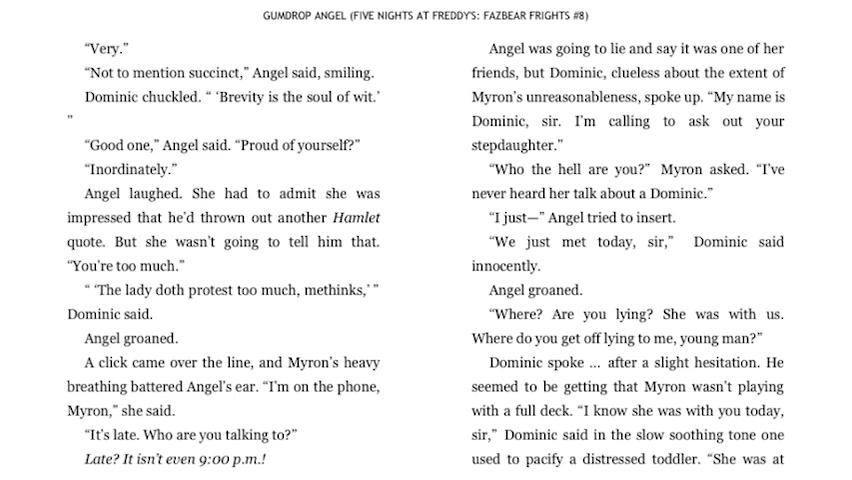 GUMDROP ANGEL (FIVE NIGHTS AT FREDDY'S: FAZBEAR FRIGHTS #8)
“Very.”
“Not to mention succinct,” Angel said, smiling.
Dominic chuckled. “ ‘Brevity is the soul of wit.’
”
“Good one,” Angel said. “Proud of yourself?”
“Inordinately.”
Angel laughed. She had to admit she was
impressed that he’d thrown out another Hamlet
quote. But she wasn’t going to tell him that.
“You’re too much.”
“ ‘The lady doth protest too much, methinks,’ ”
Dominic said.
Angel groaned.
A click came over the line, and Myron’s heavy
breathing battered Angel’s ear. “I’m on the phone,
Myron,” she said.
“It’s late. Who are you talking to?”
Late? It isn’t even 9:00 p.m.!
Angel was going to lie and say it was one of her
friends, but Dominic, clueless about the extent of
Myron’s unreasonableness, spoke up. “My name is
Dominic, sir. I’m calling to ask out your
stepdaughter.”
“Who the hell are you?” Myron asked. “I’ve
never heard her talk about a Dominic.”
“I just—” Angel tried to insert.
“We just met today, sir,” Dominic said
innocently.
Angel groaned.
“Where? Are you lying? She was with us.
Where do you get off lying to me, young man?”
Dominic spoke … after a slight hesitation. He
seemed to be getting that Myron wasn’t playing
with a full deck. “I know she was with you today,
sir,” Dominic said in the slow soothing tone one
used to pacify a distressed toddler. “She was at